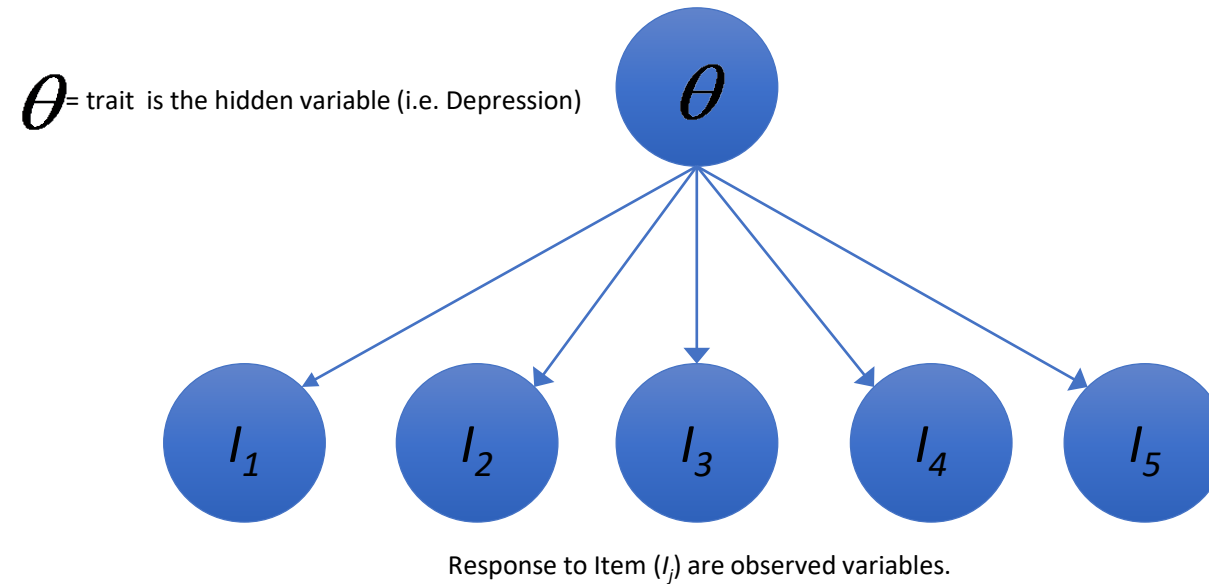 θ
θ= trait is the hidden variable (i.e. Depression)
I1 I2 I3 I4 I5
Response to Item (Ij) are observed variables.